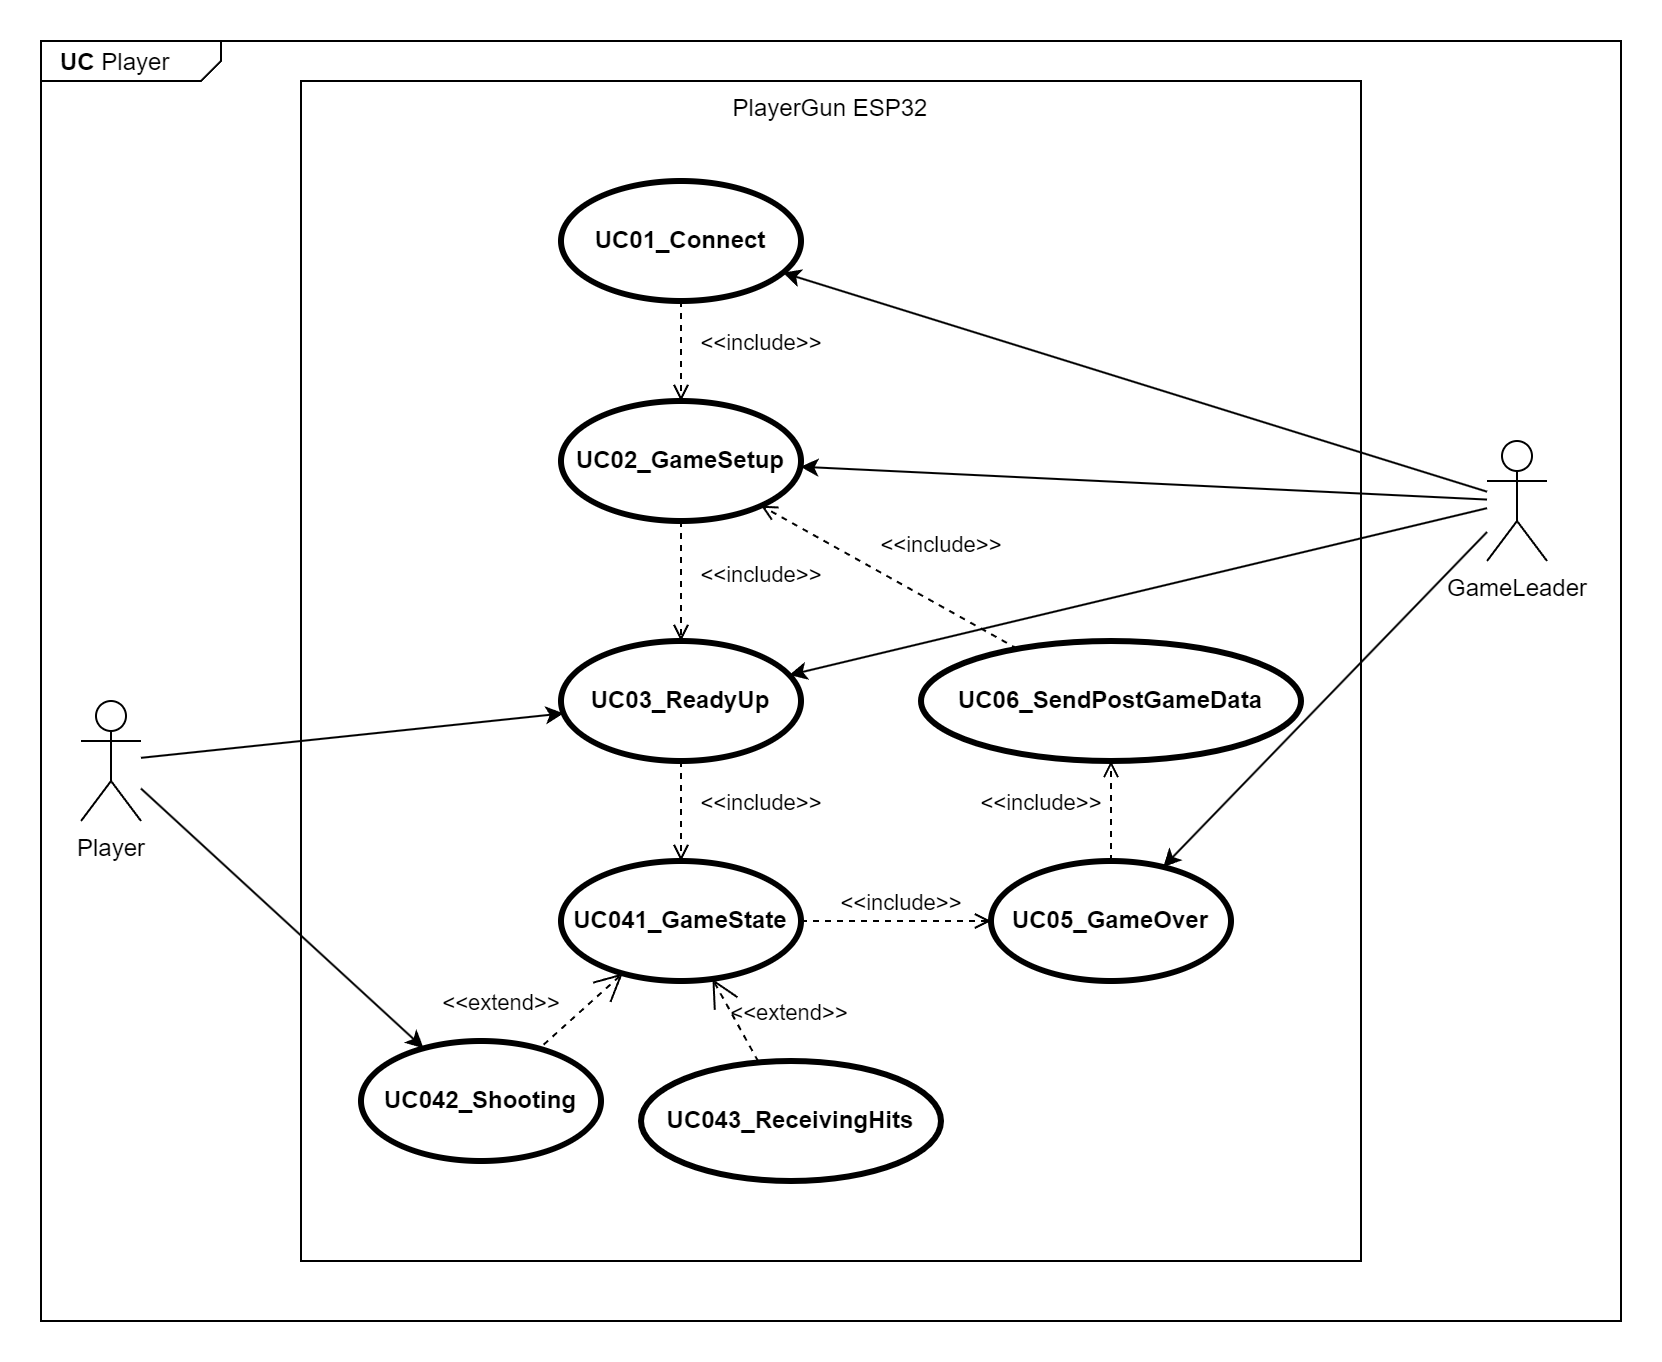 UC Player
PlayerGun ESP32
UC01_Connect
<<include>>
UC02_GameSetup
<<include>>
<<include>>
GameLeader
UC03_ReadyUp
UC06_SendPostGameData
<<include>>
<<include>>
Player
UC041_GameState
<<include>>
UC05_GameOver
<<extend>>
<<extend>>
UC042_Shooting
UC043_ReceivingHits